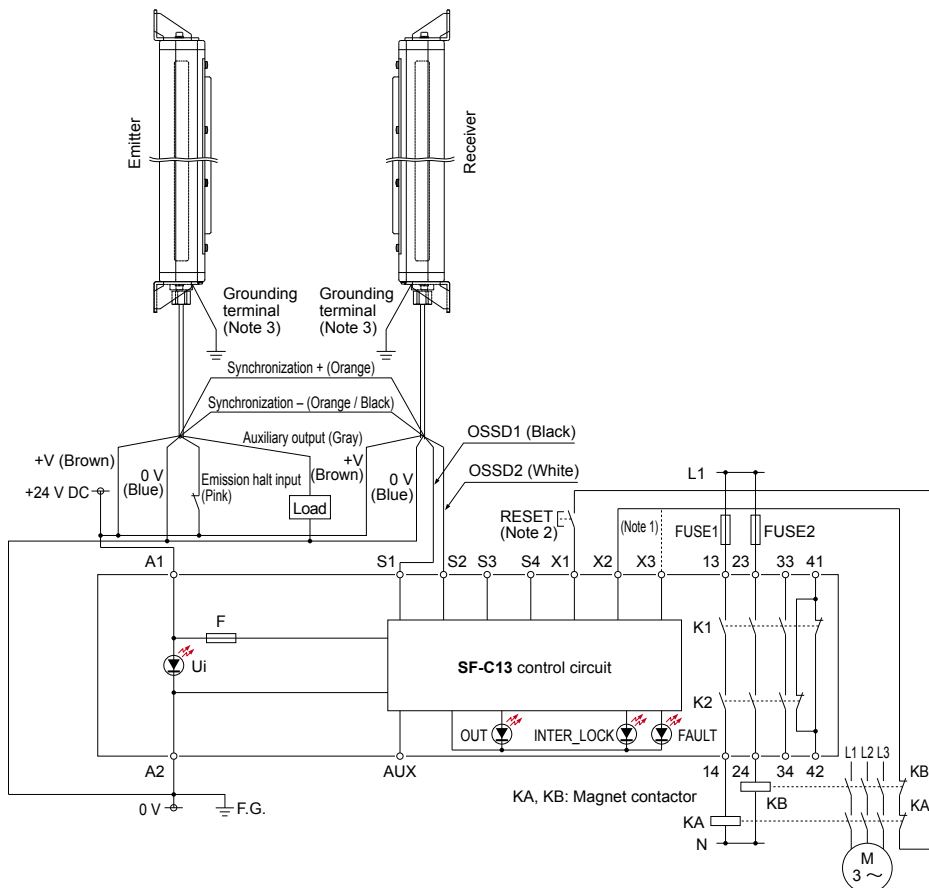 Emitter
Receiver
Grounding
terminal
(Note 3)
Grounding
terminal
(Note 3)
Synchronization + (Orange)
Synchronization – (Orange / Black)
Auxiliary output (Gray)
OSSD1 (Black)
+V (Brown)
0 V
(Blue)
Emission halt input
(Pink)
+V
(Brown)
0 V
(Blue)
OSSD2 (White)
+24 V DC
Load
RESET
(Note 2)
(Note 1)
L1
FUSE1
FUSE2
A1 S1 S2 S3 S4 X1 X2 X3 13 23 33 41
F
Ui
SF-C13 control circuit
K1
K2
OUT
INTER_LOCK
FAULT
A2 AUX 14 24 34 42
L1 L2 L3
KB
0 V
F.G.
KA, KB: Magnet contactor
KB
KA
KA
N
M
3 ~